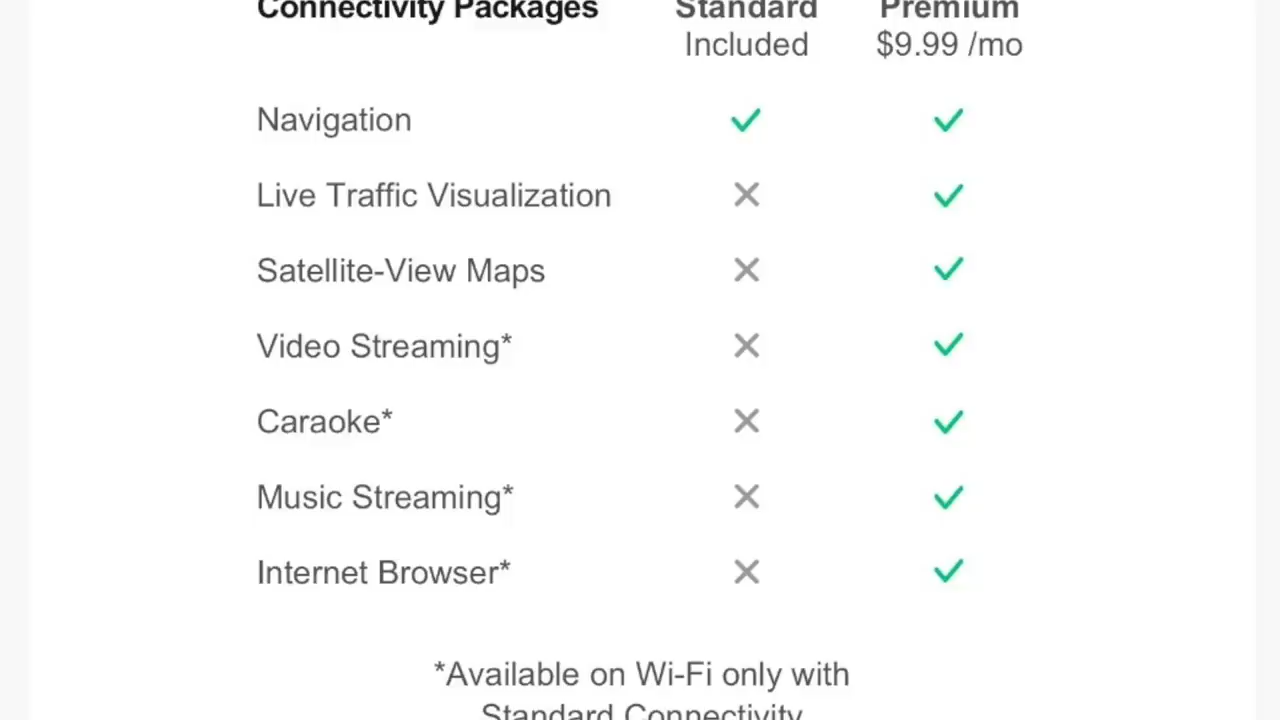 Connectivity Packages Standard Premium
Included $9.99 /mo
Navigation
Live Traffic Visualization
Satellite-View Maps
Video Streaming*
Caraoke*
Music Streaming*
Internet Browser*
*Available on Wi-Fi only with
Standard Connectivity